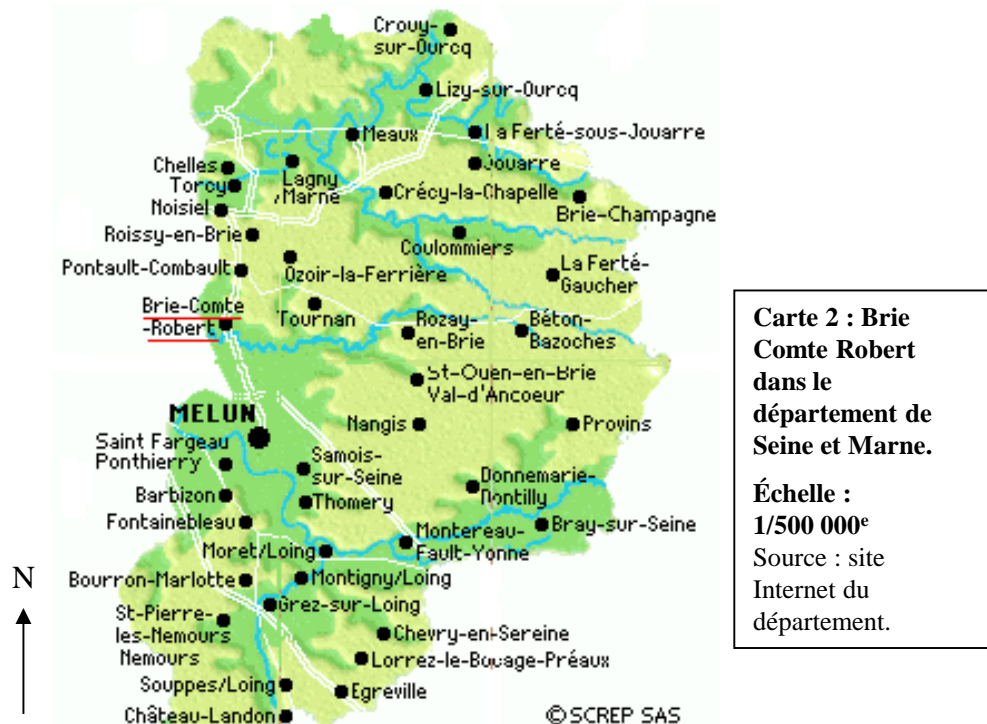 Crouy-
sur-Ourcq
Lizy-sur-Ourcq
Meaux
La Ferté-sous-Jouarre
Chelles
Jouarre
Torcy
Lagny
/Marne
Crécy-la-Chapelle
Noisiel
Brie-Champagne
Roissy-en-Brie
Coulommiers
Pontault-Combault
Ozoir-la-Ferrière
La Ferté-
Gaucher
Brie-Comte
-Robert
Tournan
Rozay-
en-Brie
Béton-
Bazoches
St-Ouen-en-Brie
Val-d'Ancoeur
MELUN
Nangis
Provins
Saint Fargeau
Ponthierry
Samois-
sur-Seine
Donnemarie-
Dontilly
Barbizon
Thomery
Fontainebleau
Montereau-
Fault-Yonne
Bray-sur-Seine
Moret/Loing
Bourron-Marlotte
Montigny/Loing
St-Pierre-
les-Nemours
Nemours
Grez-sur-Loing
Chevry-en-Sereine
Lorrez-le-Bocage-Préaux
Souppes/Loing
Egreville
Château-Landon
©SCREP SAS
N
Carte 2 : Brie
Comte Robert
dans le
département de
Seine et Marne.
Échelle :
1/500 000e
Source : site
Internet du
département.